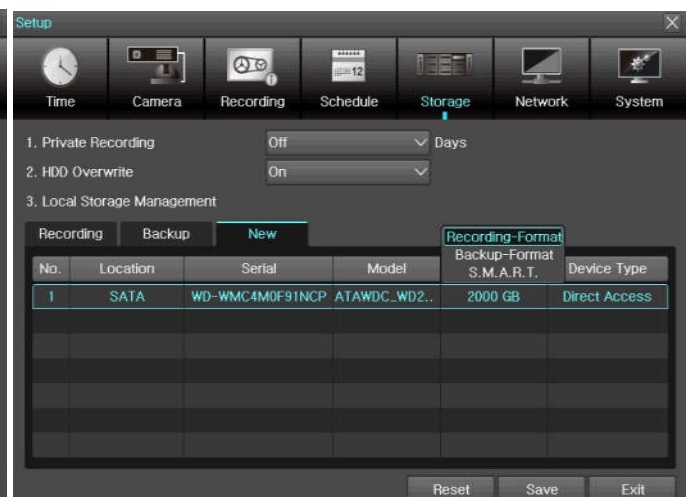 Setup
Time Camera Recording Schedule Storage Network System
12
1. Private Recording Off Days
2. HDD Overwrite On
3. Local Storage Management
Recording Backup New
Recording-Format
Backup-Format
S.M.A.R.T.
No. Location Serial Model Device Type
1 SATA WD-WMC4M0F91NCP ATAWDC_WD2.. 2000 GB Direct Access
Reset Save Exit